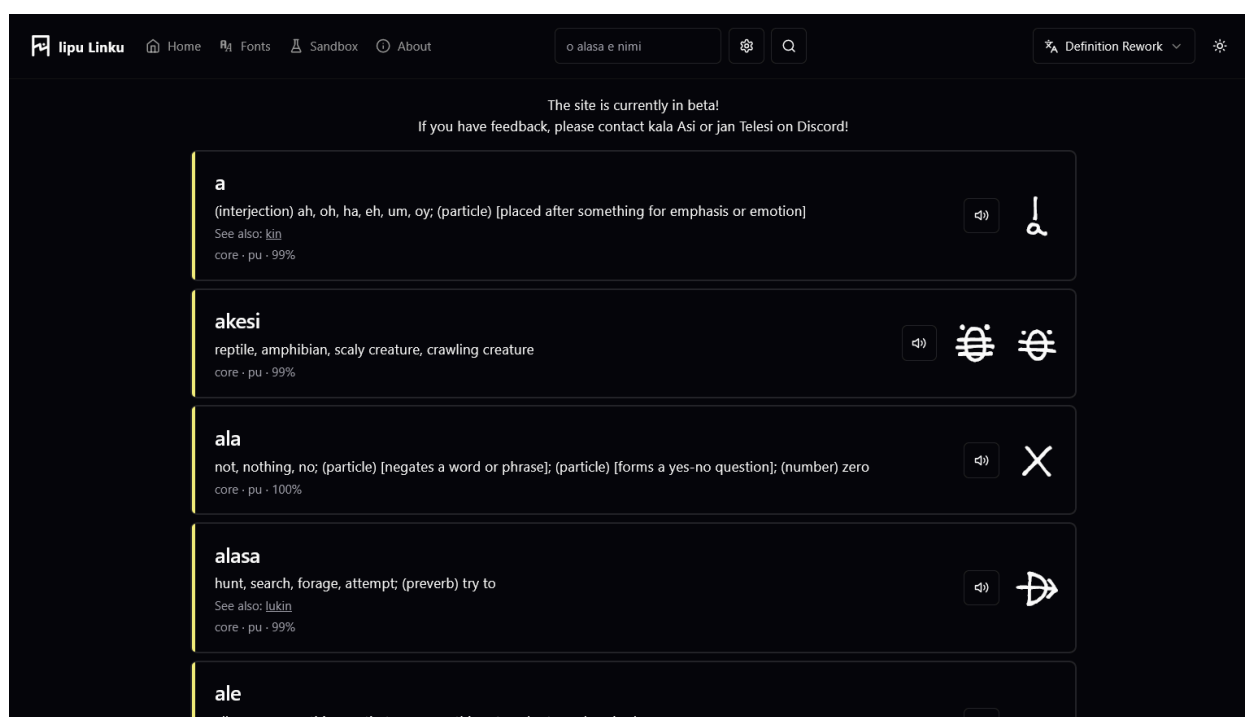 lipu Linku Home Fonts Sandbox About o alasa e nimi Definition Rework
The site is currently in beta!
If you have feedback, please contact kala Asi or jan Telesi on Discord!
a
(interjection) ah, oh, ha, eh, um, oy; (particle) [placed after something for emphasis or emotion]
See also: kin
core · pu · 99%
akesi
reptile, amphibian, scaly creature, crawling creature
core · pu · 99%
ala
not, nothing, no; (particle) [negates a word or phrase]; (particle) [forms a yes-no question]; (number) zero
core · pu · 100%
alasa
hunt, search, forage, attempt; (preverb) try to
See also: lukin
core · pu · 99%
ale